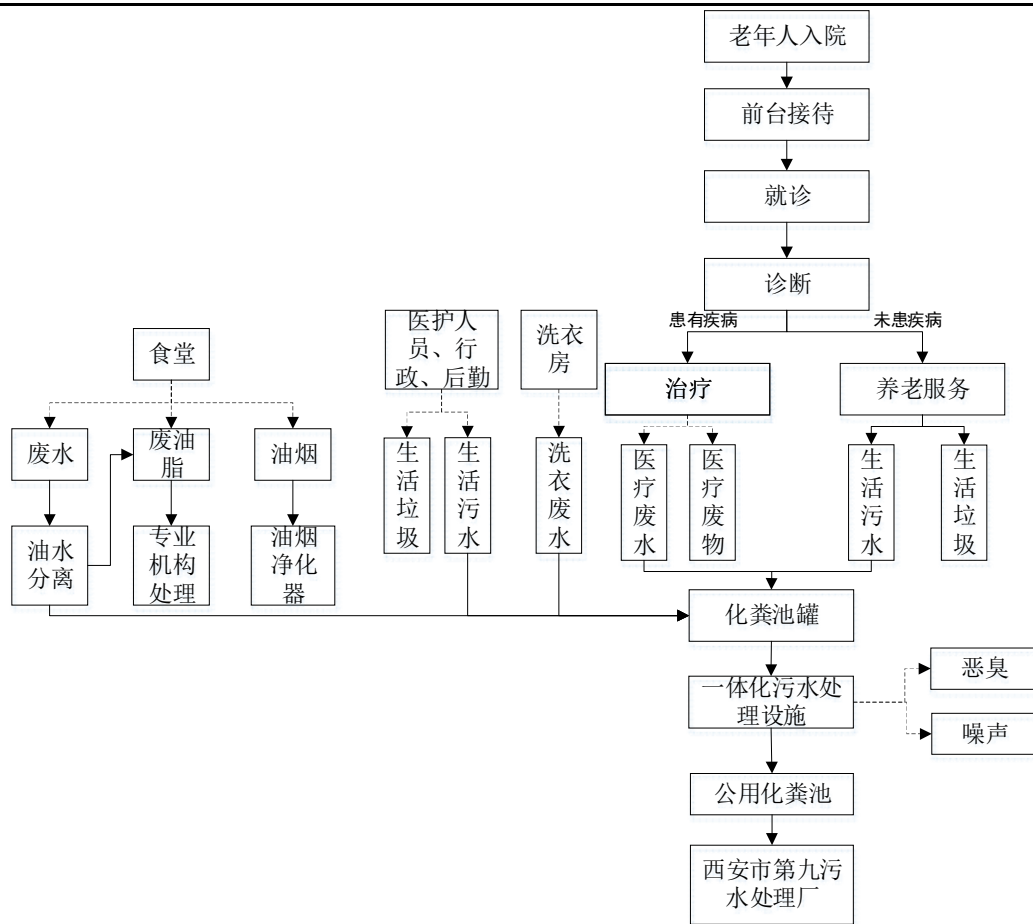 老年人入院
前台接待
就诊
诊断
患有疾病
未患疾病
食堂
医护人
员、行
政、后勤
洗衣
房
治疗
养老服务
废水
废油
脂
油烟
生
活
垃
圾
生
活
污
水
洗
衣
废
水
医
疗
废
水
医
疗
废
物
生
活
污
水
生
活
垃
圾
油水
分离
专业
机构
处理
油烟
净化
器
化粪池罐
一体化污水处
理设施
恶臭
噪声
公用化粪池
西安市第九污
水处理厂